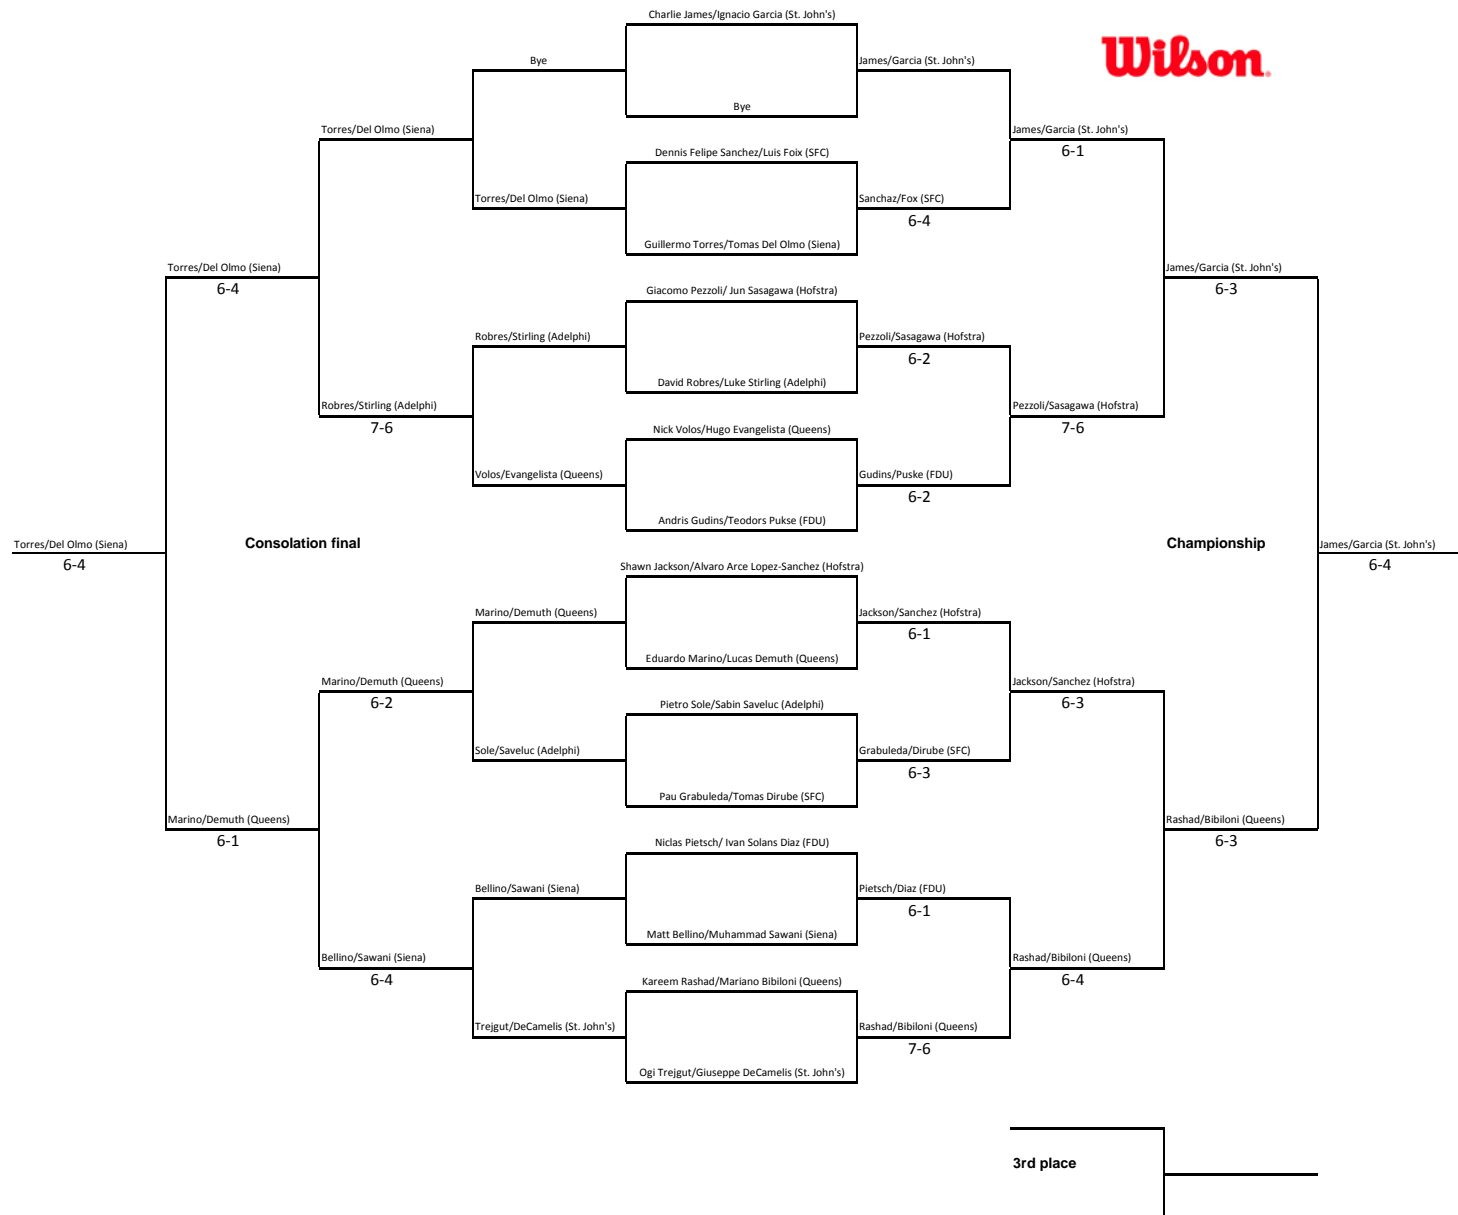 Charlie James/Ignacio Garcia (St. John's)
Wilson
Bye
James/Garcia (St. John's)
Bye
Torres/Del Olmo (Siena)
James/Garcia (St. John's)
6-1
Dennis Felipe Sanchez/Luis Foix (SFC)
Torres/Del Olmo (Siena)
Sanchaz/Fox (SFC)
6-4
Guillermo Torres/Tomas Del Olmo (Siena)
Torres/Del Olmo (Siena)
6-4
James/Garcia (St. John's)
6-3
Giacomo Pezzoli/ Jun Sasagawa (Hofstra)
Robres/Stirling (Adelphi)
Pezzoli/Sasagawa (Hofstra)
6-2
David Robres/Luke Stirling (Adelphi)
Robres/Stirling (Adelphi)
7-6
Pezzoli/Sasagawa (Hofstra)
7-6
Nick Volos/Hugo Evangelista (Queens)
Volos/Evangelista (Queens)
Gudins/Puske (FDU)
6-2
Andris Gudins/Teodors Pukse (FDU)
Torres/Del Olmo (Siena)
6-4
Consolation final
Championship
James/Garcia (St. John's)
6-4
Shawn Jackson/Alvaro Arce Lopez-Sanchez (Hofstra)
Marino/Demuth (Queens)
Jackson/Sanchez (Hofstra)
6-1
Eduardo Marino/Lucas Demuth (Queens)
Marino/Demuth (Queens)
6-2
Jackson/Sanchez (Hofstra)
6-3
Pietro Sole/Sabin Saveluc (Adelphi)
Sole/Saveluc (Adelphi)
Grabuleda/Dirube (SFC)
6-3
Pau Grabuleda/Tomas Dirube (SFC)
Marino/Demuth (Queens)
6-1
Rashad/Bibiloni (Queens)
6-3
Niclas Pietsch/ Ivan Solans Diaz (FDU)
Bellino/Sawani (Siena)
Pietsch/Diaz (FDU)
6-1
Matt Bellino/Muhammad Sawani (Siena)
Bellino/Sawani (Siena)
6-4
Rashad/Bibiloni (Queens)
6-4
Kareem Rashad/Mariano Bibiloni (Queens)
Trejgut/DeCamelis (St. John's)
Rashad/Bibiloni (Queens)
7-6
Ogi Trejgut/Giuseppe DeCamelis (St. John's)
3rd place